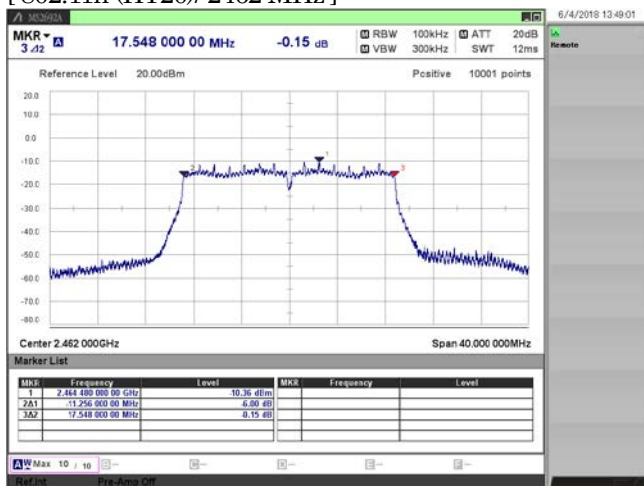 [ 802.11n (HT20), 2462 MHz ]
MS2692A
6/4/2018 13:49:01
MKR 3 Δ2 17.548 000 00 MHz -0.15 dB
RBW 100kHz ATT 20dB
VBW 300kHz SWT 12ms
Remote
Reference Level 20.00dBm Positive 10001 points
20.0
10.0
0.0
-10.0
-20.0
-30.0
-40.0
-50.0
-60.0
-70.0
-80.0
2 1 3
Center 2.462 000GHz Span 40.000 000MHz
Marker List
MKR Frequency Level MKR Frequency Level
1 2.464 480 000 00 GHz -10.36 dBm
2Δ1 -11.256 000 00 MHz -6.00 dB
3Δ2 17.548 000 00 MHz -0.15 dB
Max 10 / 10
Ref.Int Pre-Amp Off